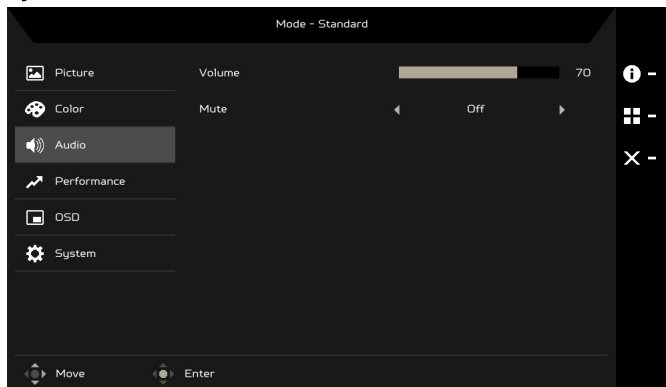 Mode - Standard
Picture
Volume 70
Color
Mute Off
Audio
Performance
OSD
System
Move Enter